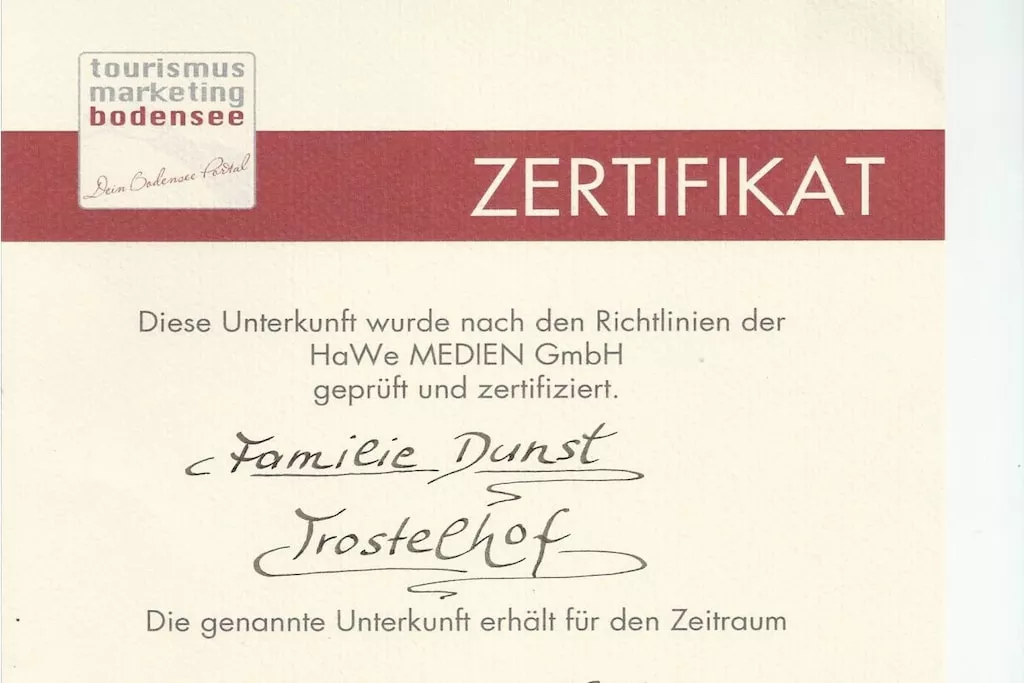 tourismus
marketing
bodensee
Dein Bodensee Portal
ZERTIFIKAT
Diese Unterkunft wurde nach den Richtlinien der
HaWe MEDIEN GmbH
geprüft und zertifiziert.
Familie Dunst
Trostelhof
Die genannte Unterkunft erhält für den Zeitraum